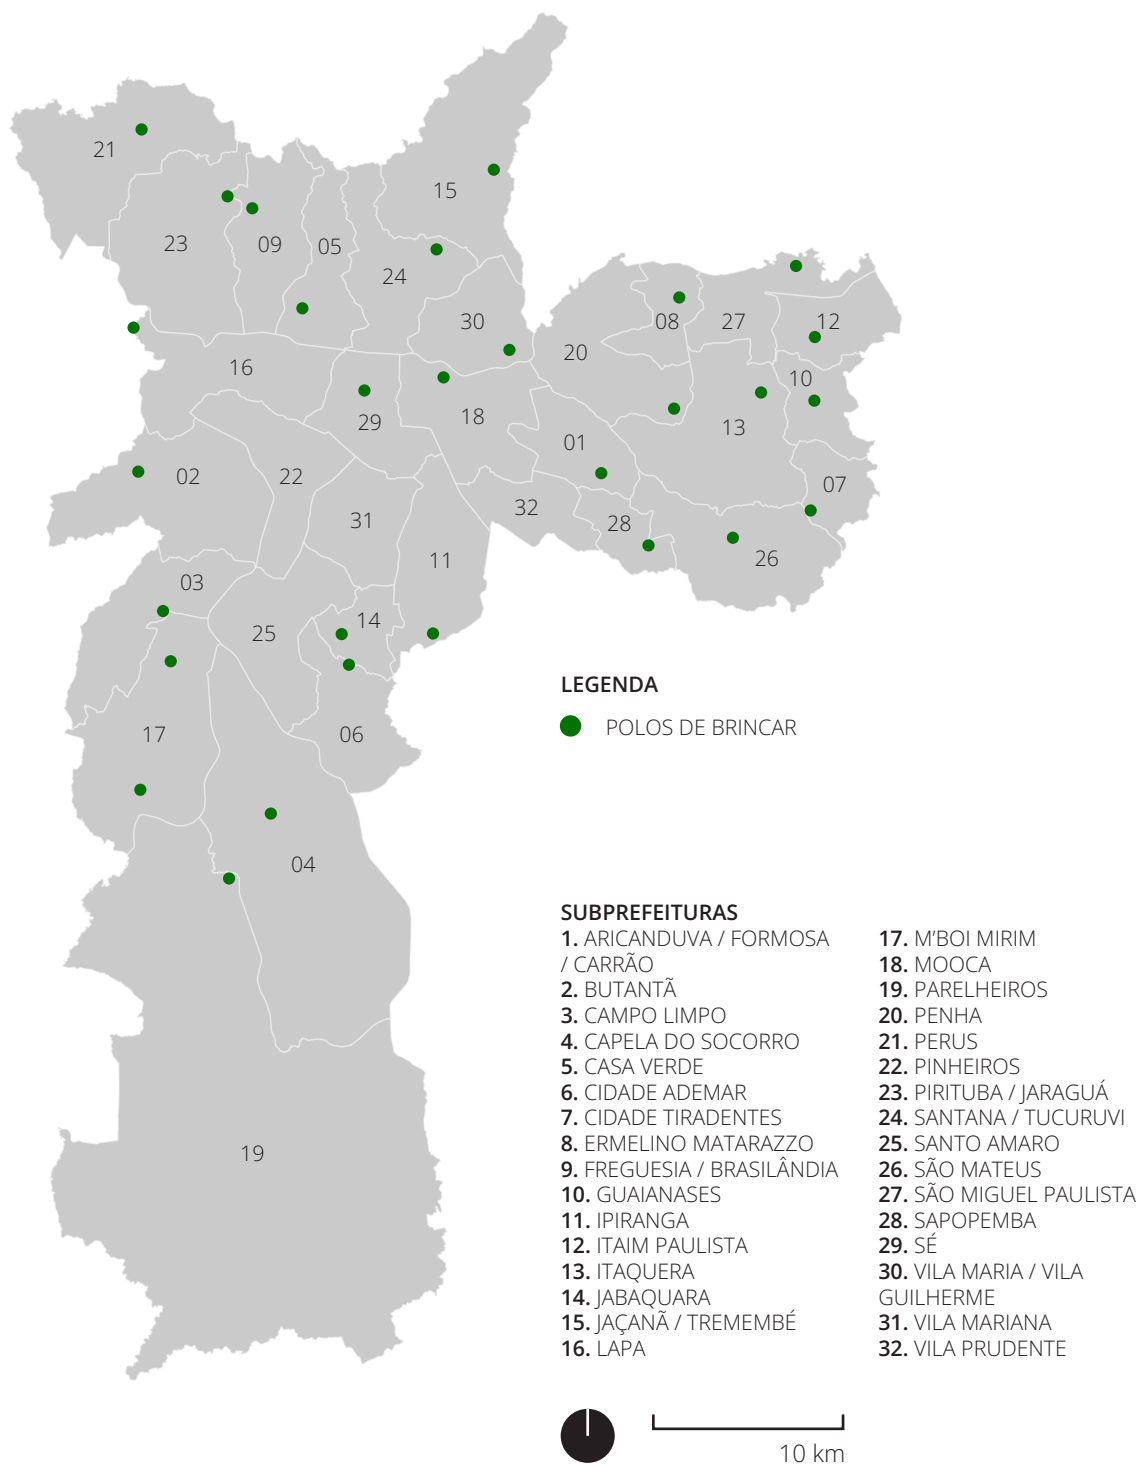 21
15
23
09
05
24
30
08
27
12
20
16
10
29
18
13
01
02
22
07
32
31
28
11
26
03
14
25
17
06
04
19
LEGENDA
POLOS DE BRINCAR
SUBPREFEITURAS
1. ARICANDUVA / FORMOSA
/ CARRÃO
2. BUTANTÃ
3. CAMPO LIMPO
4. CAPELA DO SOCORRO
5. CASA VERDE
6. CIDADE ADEMAR
7. CIDADE TIRADENTES
8. ERMELINO MATARAZZO
9. FREGUESIA / BRASILÂNDIA
10. GUAIANASES
11. IPIRANGA
12. ITAIM PAULISTA
13. ITAQUERA
14. JABAQUARA
15. JAÇANÃ / TREMEMBÉ
16. LAPA
17. M'BOI MIRIM
18. MOOCA
19. PARELHEIROS
20. PENHA
21. PERUS
22. PINHEIROS
23. PIRITUBA / JARAGUÁ
24. SANTANA / TUCURUVI
25. SANTO AMARO
26. SÃO MATEUS
27. SÃO MIGUEL PAULISTA
28. SAPOPEMBA
29. SÉ
30. VILA MARIA / VILA
GUILHERME
31. VILA MARIANA
32. VILA PRUDENTE
10 km